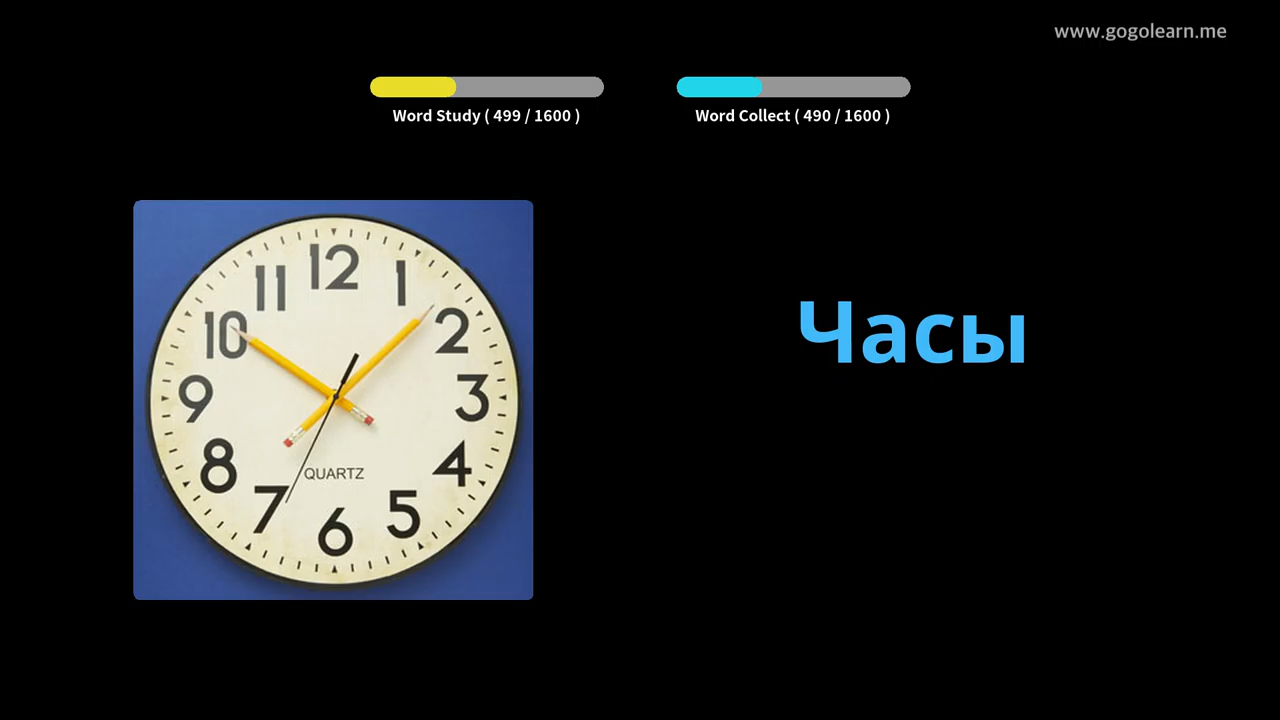 www.gogolearn.me
Word Study ( 499 / 1600 )
Word Collect ( 490 / 1600 )
12
11
1
10
2
9
3
8
4
7
5
6
QUARTZ
Часы